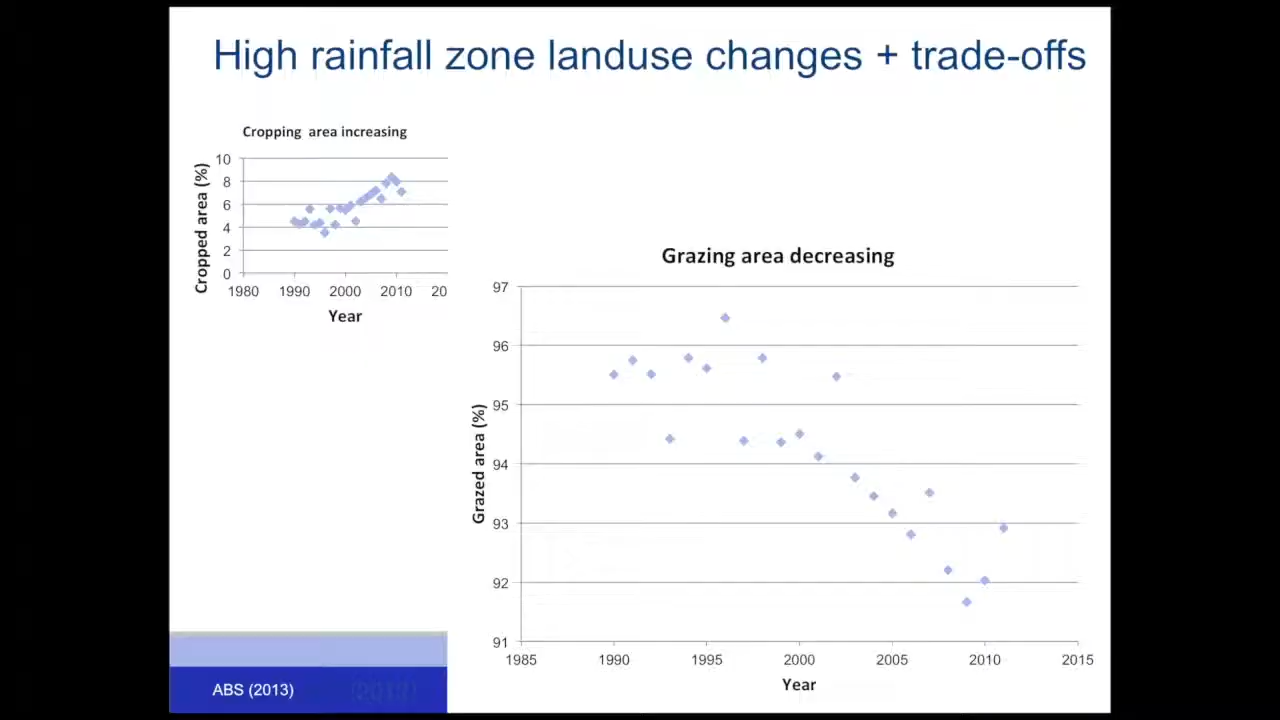 High rainfall zone landuse changes + trade-offs
Cropping area increasing
Cropped area (%)
10
8
6
4
2
0
1980 1990 2000 2010 20
Year
Grazing area decreasing
Grazed area (%)
97
96
95
94
93
92
91
1985 1990 1995 2000 2005 2010 2015
Year
ABS (2013)